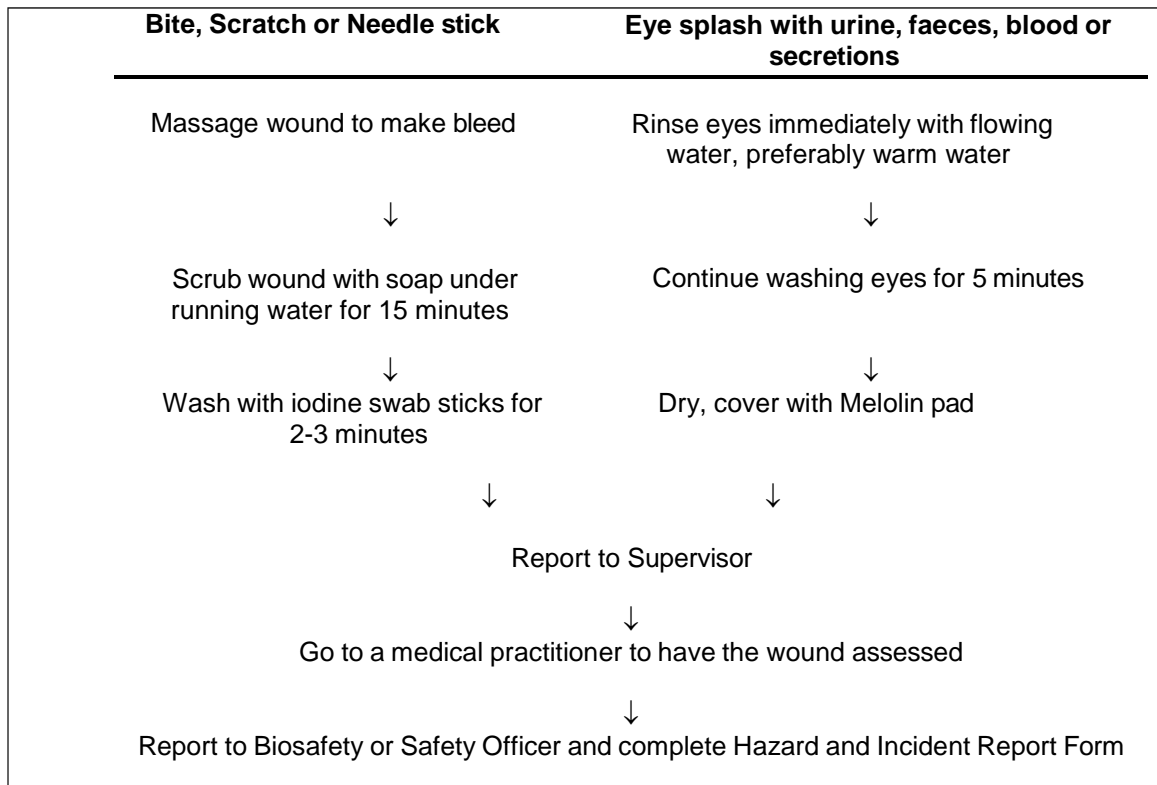 Bite, Scratch or Needle stick
Eye splash with urine, faeces, blood or
secretions
Massage wound to make bleed
Rinse eyes immediately with flowing
water, preferably warm water
↓
↓
Scrub wound with soap under
running water for 15 minutes
Continue washing eyes for 5 minutes
↓
↓
Wash with iodine swab sticks for
2-3 minutes
Dry, cover with Melolin pad
↓
↓
Report to Supervisor
↓
Go to a medical practitioner to have the wound assessed
↓
Report to Biosafety or Safety Officer and complete Hazard and Incident Report Form